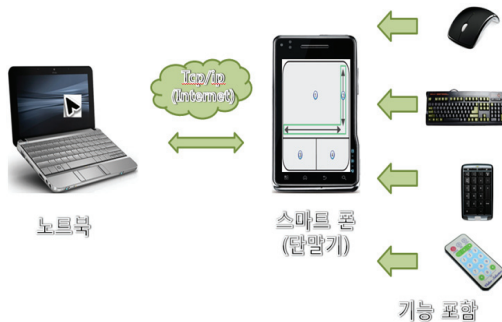 Tcp/Ip
(Internet)
노트북
스마트 폰
(단말기)
기능 포함